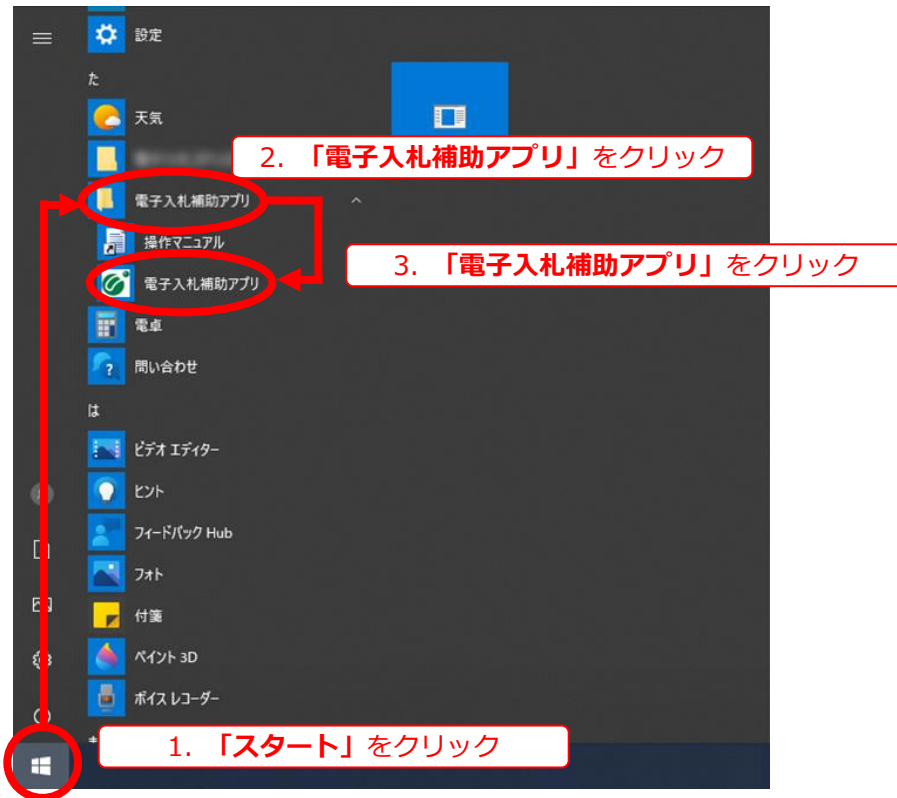 設定
た
天気
2. 「電子入札補助アプリ」をクリック
電子入札補助アプリ
操作マニュアル
3. 「電子入札補助アプリ」をクリック
電子入札補助アプリ
電卓
問い合わせ
は
ビデオ エディター
ヒント
フィードバック Hub
フォト
付箋
ペイント 3D
ボイス レコーダー
1. 「スタート」をクリック